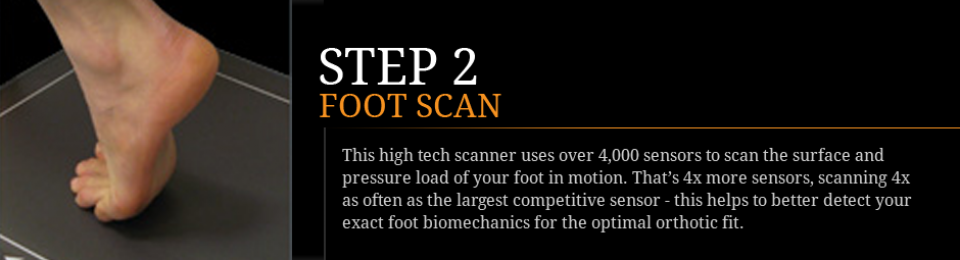 STEP 2
FOOT SCAN
This high tech scanner uses over 4,000 sensors to scan the surface and
pressure load of your foot in motion. That’s 4x more sensors, scanning 4x
as often as the largest competitive sensor - this helps to better detect your
exact foot biomechanics for the optimal orthotic fit.